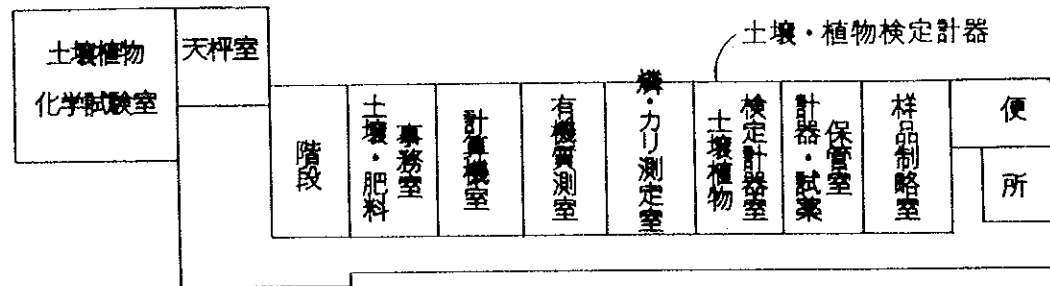 土壌植物
化学試験室
天秤室
土壌・植物検定計器
階段
土壌・肥料
事務室
計算機室
有機質測室
燐・カリ測定室
土壌植物
検定計器室
計器・試薬
保管室
样品制略室
便
所